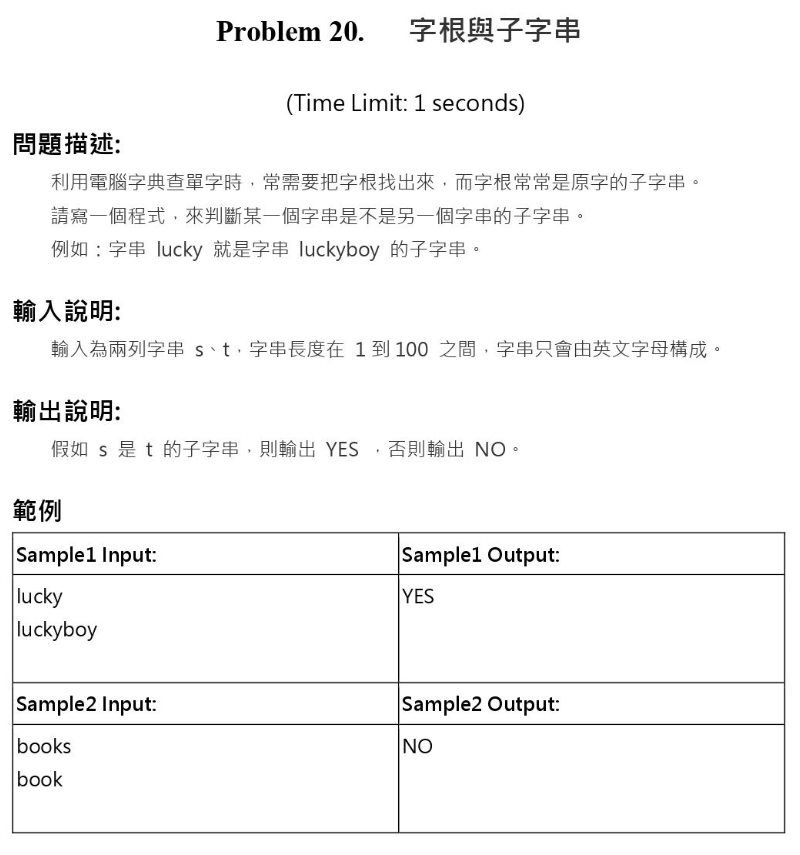 Problem 20. 字根與子字串
(Time Limit: 1 seconds)
問題描述:
利用電腦字典查單字時，常需要把字根找出來，而字根常常是原字的子字串。
請寫一個程式，來判斷某一個字串是不是另一個字串的子字串。
例如：字串 lucky 就是字串 luckyboy 的子字串。
輸入說明:
輸入為兩列字串 s、t，字串長度在 1到100 之間，字串只會由英文字母構成。
輸出說明:
假如 s 是 t 的子字串，則輸出 YES ，否則輸出 NO。
範例
Sample1 Input: Sample1 Output:
lucky YES
luckyboy
Sample2 Input: Sample2 Output:
books NO
book